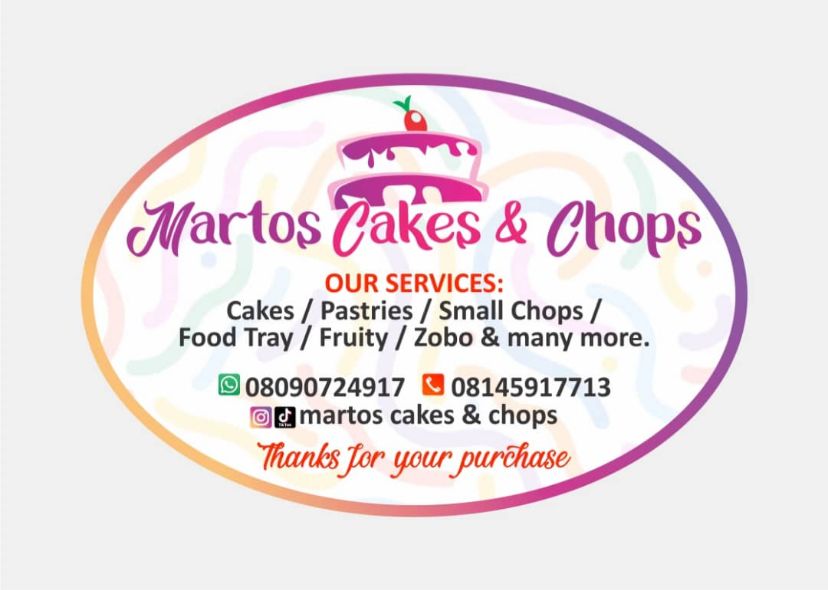 Martos Cakes & Chops
OUR SERVICES:
Cakes / Pastries / Small Chops /
Food Tray / Fruity / Zobo & many more.
08090724917 08145917713
TikTok martos cakes & chops
Thanks for your purchase